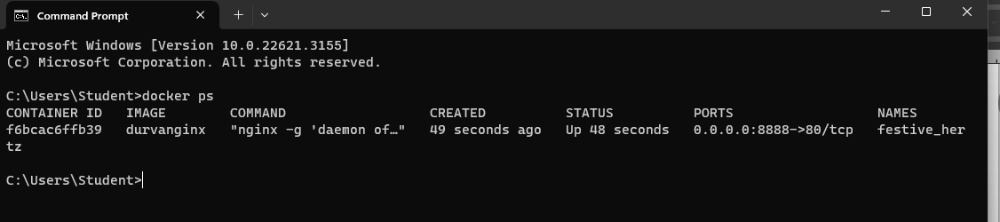 Command Prompt
Microsoft Windows [Version 10.0.22621.3155]
(c) Microsoft Corporation. All rights reserved.
C:\Users\Student>docker ps
CONTAINER ID   IMAGE        COMMAND                  CREATED          STATUS          PORTS                  NAMES
f6bcac6ffb39   durvanginx   "nginx -g 'daemon of…"   49 seconds ago   Up 48 seconds   0.0.0.0:8888->80/tcp   festive_her
tz
C:\Users\Student>